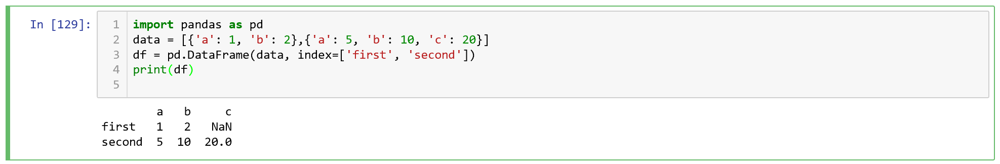 In [129]:
1 import pandas as pd
2 data = [{'a': 1, 'b': 2},{'a': 5, 'b': 10, 'c': 20}]
3 df = pd.DataFrame(data, index=['first', 'second'])
4 print(df)
5
a b c
first 1 2 NaN
second 5 10 20.0